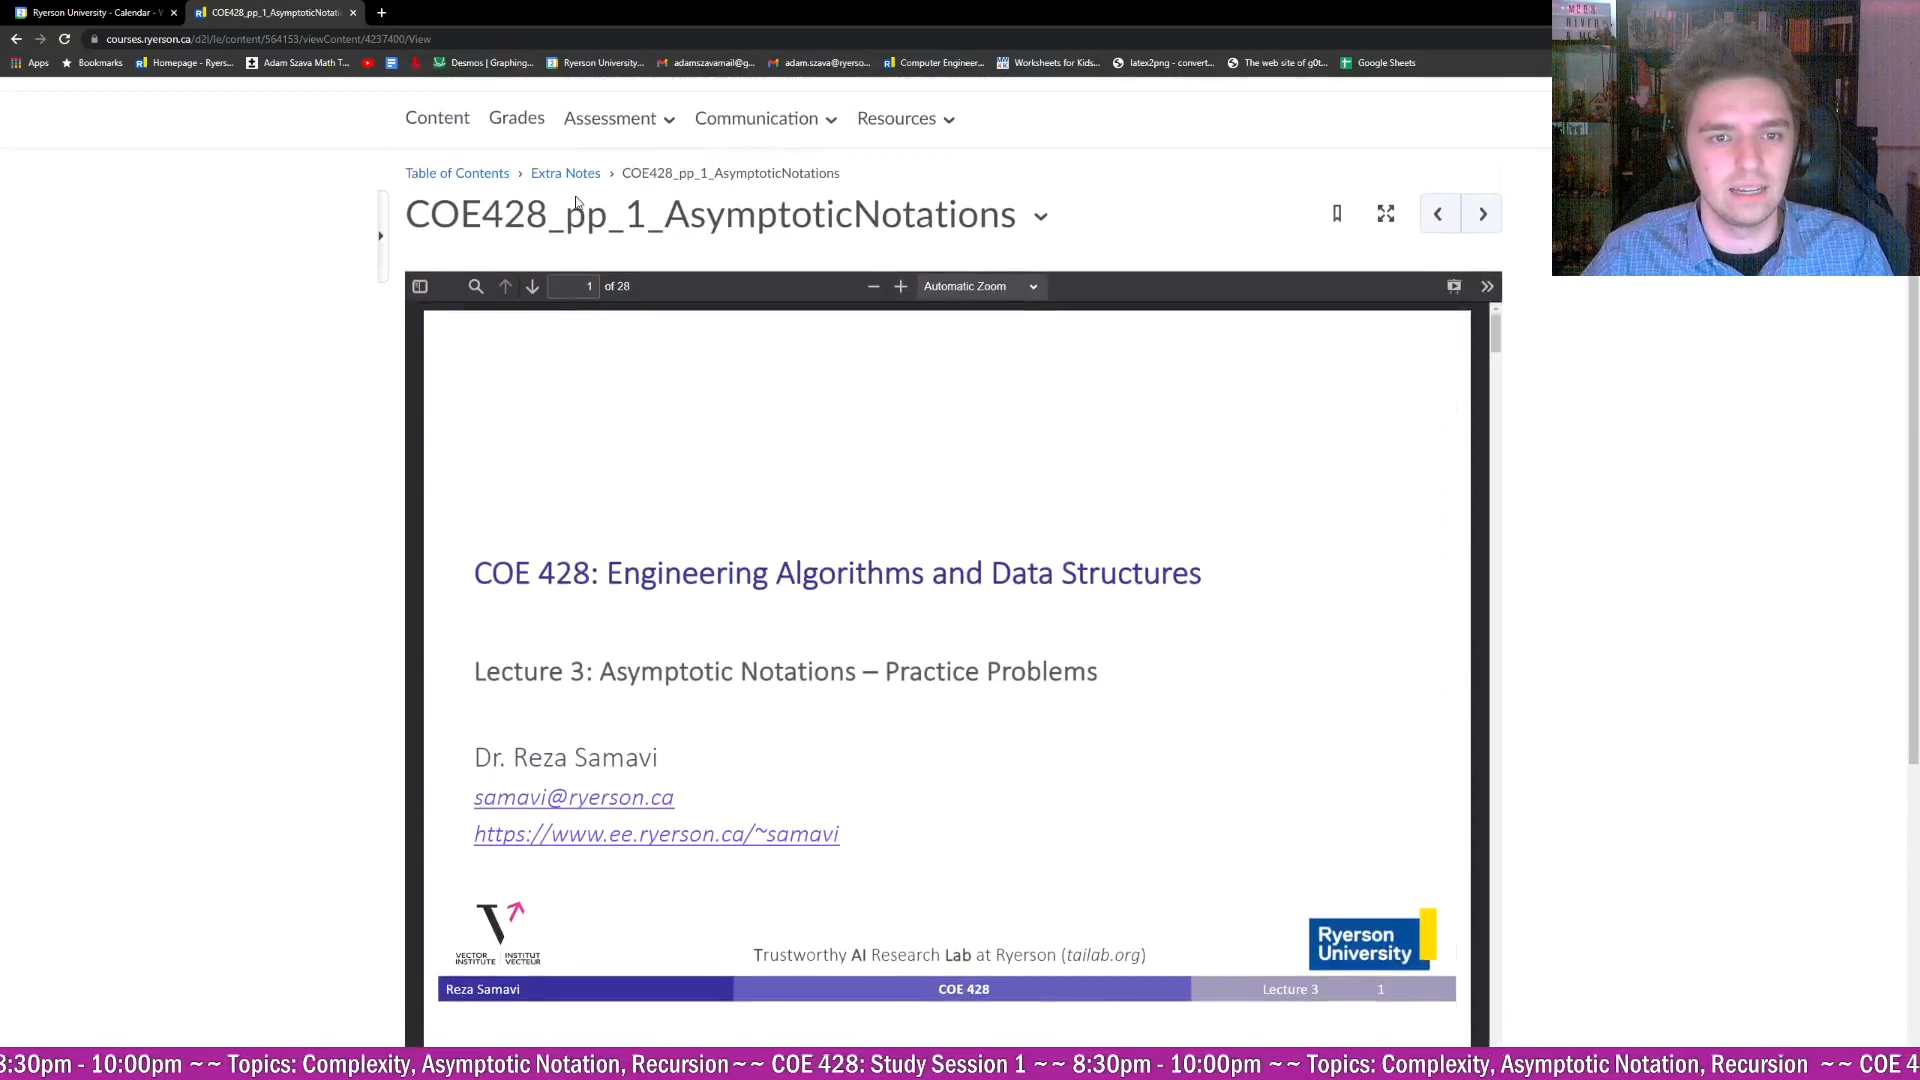 Ryerson University - Calendar - W
COE428_pp_1_AsymptoticNotati
courses.ryerson.ca/d2l/le/content/564153/viewContent/4237400/View
Apps
Bookmarks
Homepage - Ryers...
Adam Szava Math T...
Desmos | Graphing...
Ryerson University...
adamszavamail@g...
adam.szava@ryerso...
Computer Engineer...
Worksheets for Kids...
latex2png - convert...
The web site of g0t...
Google Sheets
Content
Grades
Assessment
Communication
Resources
Table of Contents › Extra Notes › COE428_pp_1_AsymptoticNotations
COE428_pp_1_AsymptoticNotations
1 of 28
Automatic Zoom
COE 428: Engineering Algorithms and Data Structures
Lecture 3: Asymptotic Notations – Practice Problems
Dr. Reza Samavi
samavi@ryerson.ca
https://www.ee.ryerson.ca/~samavi
VECTOR INSTITUTE | INSTITUT VECTEUR
Trustworthy AI Research Lab at Ryerson (tailab.org)
Ryerson
University
Reza Samavi
COE 428
Lecture 3
1
8:30pm - 10:00pm ~~ Topics: Complexity, Asymptotic Notation, Recursion~~ COE 428: Study Session 1 ~~ 8:30pm - 10:00pm ~~ Topics: Complexity, Asymptotic Notation, Recursion ~~ COE 4